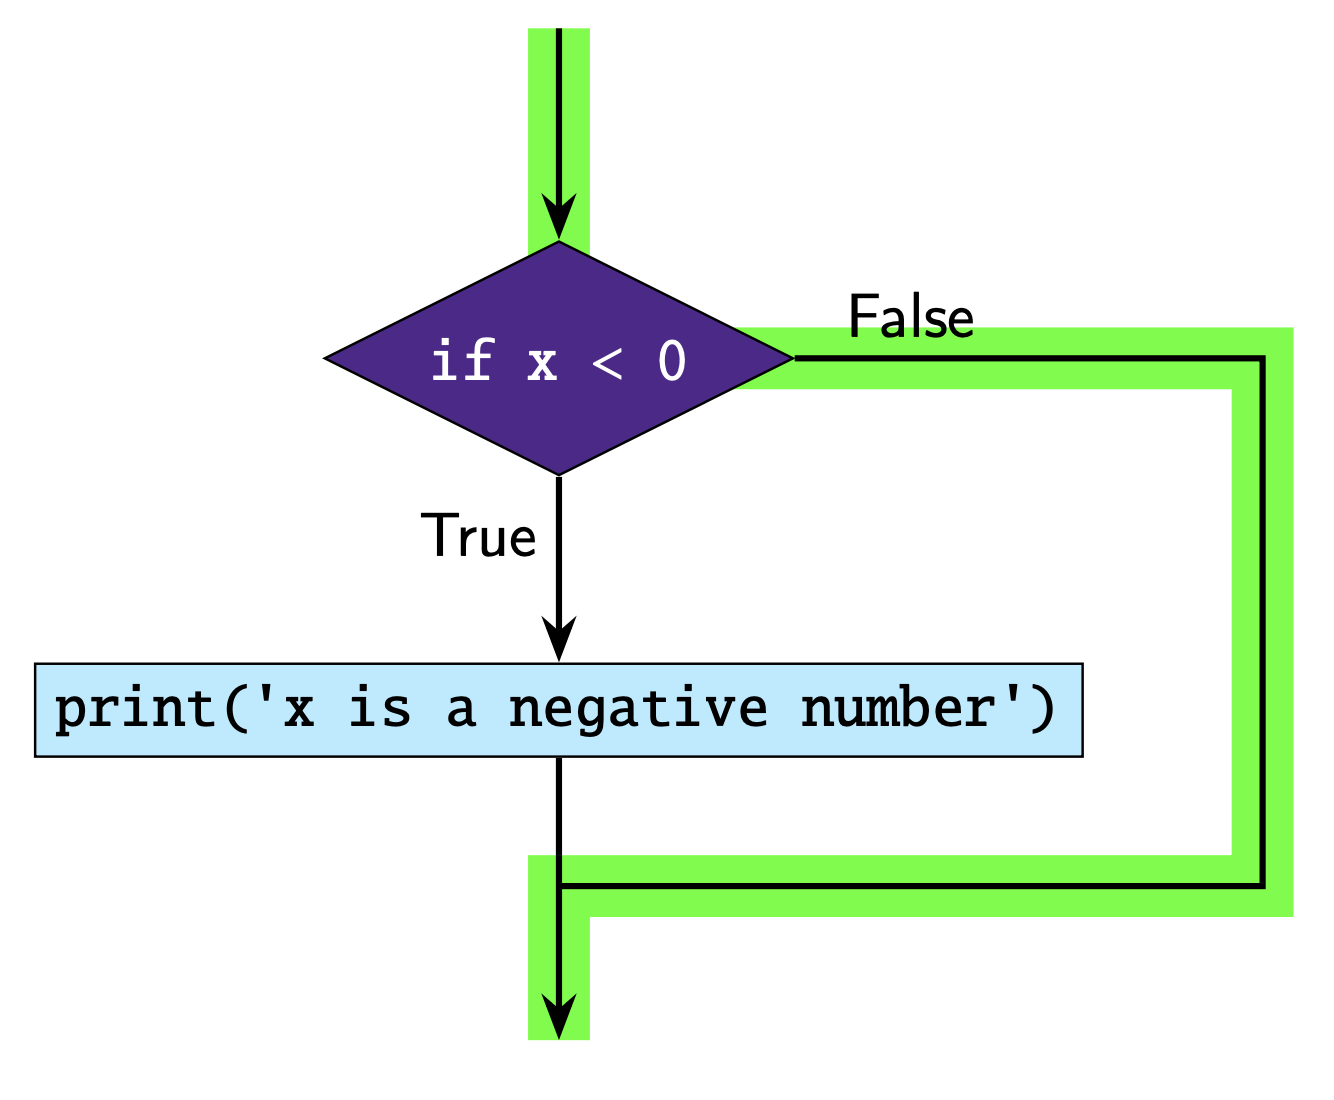 False
if x < 0
True
print('x is a negative number')